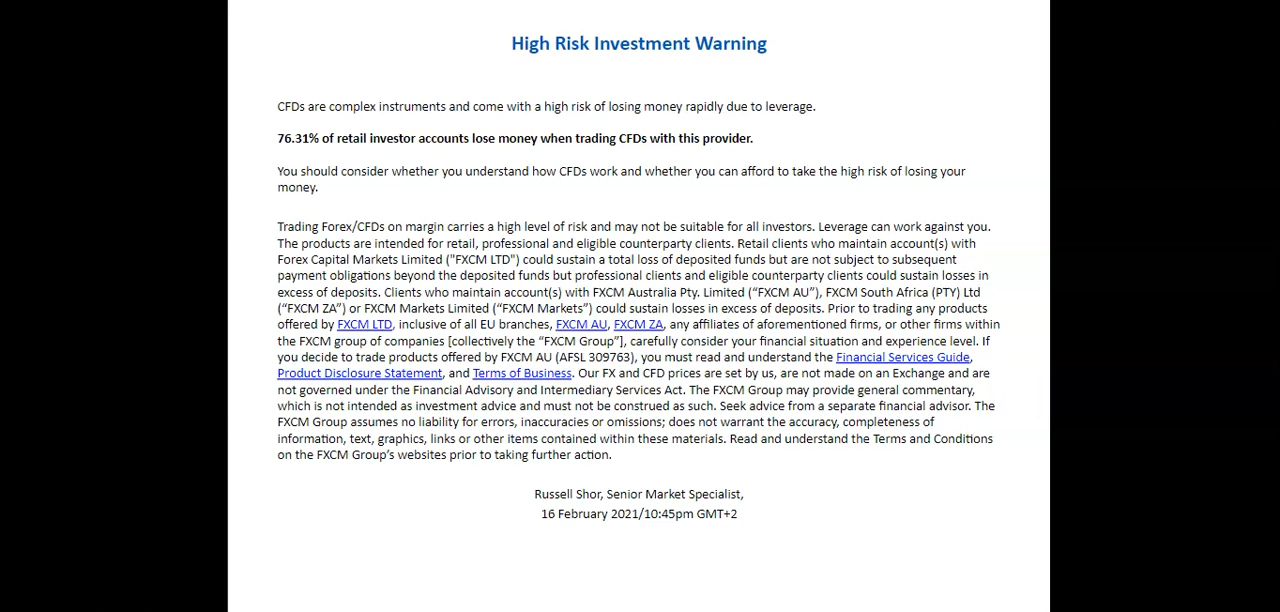 High Risk Investment Warning
CFDs are complex instruments and come with a high risk of losing money rapidly due to leverage.
76.31% of retail investor accounts lose money when trading CFDs with this provider.
You should consider whether you understand how CFDs work and whether you can afford to take the high risk of losing your
money.
Trading Forex/CFDs on margin carries a high level of risk and may not be suitable for all investors. Leverage can work against you.
The products are intended for retail, professional and eligible counterparty clients. Retail clients who maintain account(s) with
Forex Capital Markets Limited ("FXCM LTD") could sustain a total loss of deposited funds but are not subject to subsequent
payment obligations beyond the deposited funds but professional clients and eligible counterparty clients could sustain losses in
excess of deposits. Clients who maintain account(s) with FXCM Australia Pty. Limited (“FXCM AU”), FXCM South Africa (PTY) Ltd
(“FXCM ZA”) or FXCM Markets Limited (“FXCM Markets”) could sustain losses in excess of deposits. Prior to trading any products
offered by FXCM LTD, inclusive of all EU branches, FXCM AU, FXCM ZA, any affiliates of aforementioned firms, or other firms within
the FXCM group of companies [collectively the “FXCM Group”], carefully consider your financial situation and experience level. If
you decide to trade products offered by FXCM AU (AFSL 309763), you must read and understand the Financial Services Guide,
Product Disclosure Statement, and Terms of Business. Our FX and CFD prices are set by us, are not made on an Exchange and are
not governed under the Financial Advisory and Intermediary Services Act. The FXCM Group may provide general commentary,
which is not intended as investment advice and must not be construed as such. Seek advice from a separate financial advisor. The
FXCM Group assumes no liability for errors, inaccuracies or omissions; does not warrant the accuracy, completeness of
information, text, graphics, links or other items contained within these materials. Read and understand the Terms and Conditions
on the FXCM Group’s websites prior to taking further action.
Russell Shor, Senior Market Specialist,
16 February 2021/10:45pm GMT+2